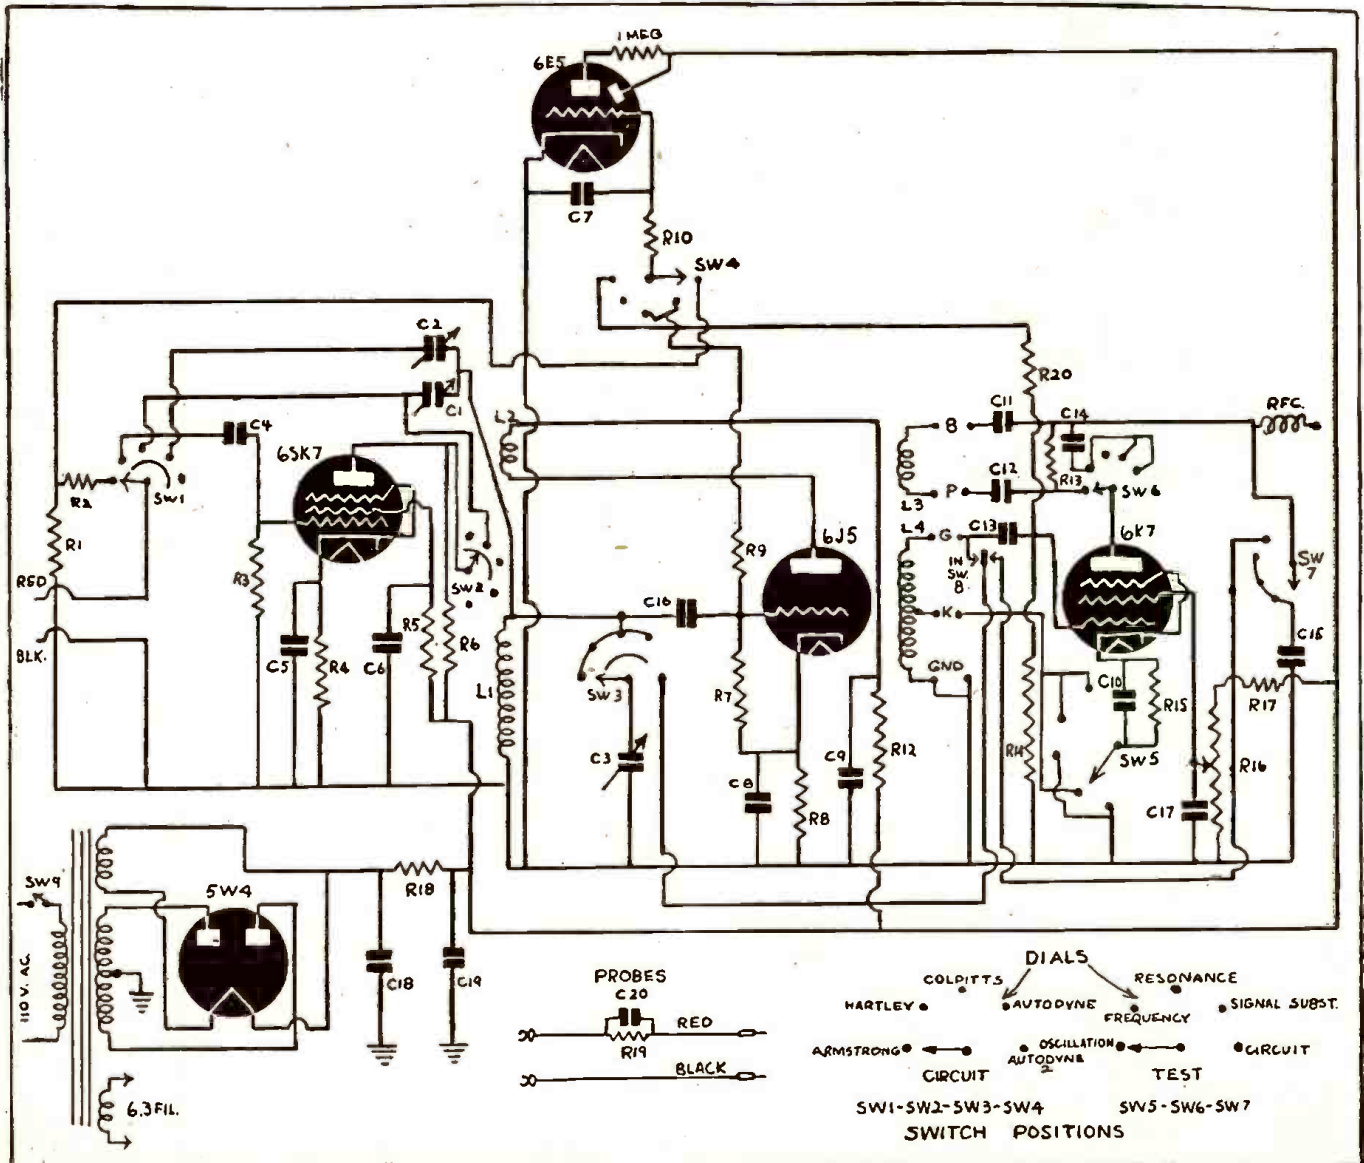 1 MEG
6E5
C7
R10
SW4
C2
C1
C4
6SK7
R2
SW1
R1
R3
RED
BLK.
C5
R4
C6
R5
R6
SW2
L2
L1
R20
C11
C14
RFC.
B
P
C12
R13
SW6
L3
L4
G
C13
6K7
IN
SW.
8
K
GND
SW
7
R9
6J5
C16
SW3
R7
C3
C8
R8
C9
R12
C10
R15
R14
SW5
C17
R16
R17
C15
SW9
110 V. AC.
5W4
R18
C18
C19
6.3 FIL.
PROBES
C20
RED
R19
BLACK
DIALS
COLPITTS
RESONANCE
HARTLEY
AUTODYNE
FREQUENCY
SIGNAL SUBST.
ARMSTRONG
AUTODYNE
2
OSCILLATION
CIRCUIT
CIRCUIT
TEST
SW1-SW2-SW3-SW4
SW5-SW6-SW7
SWITCH POSITIONS